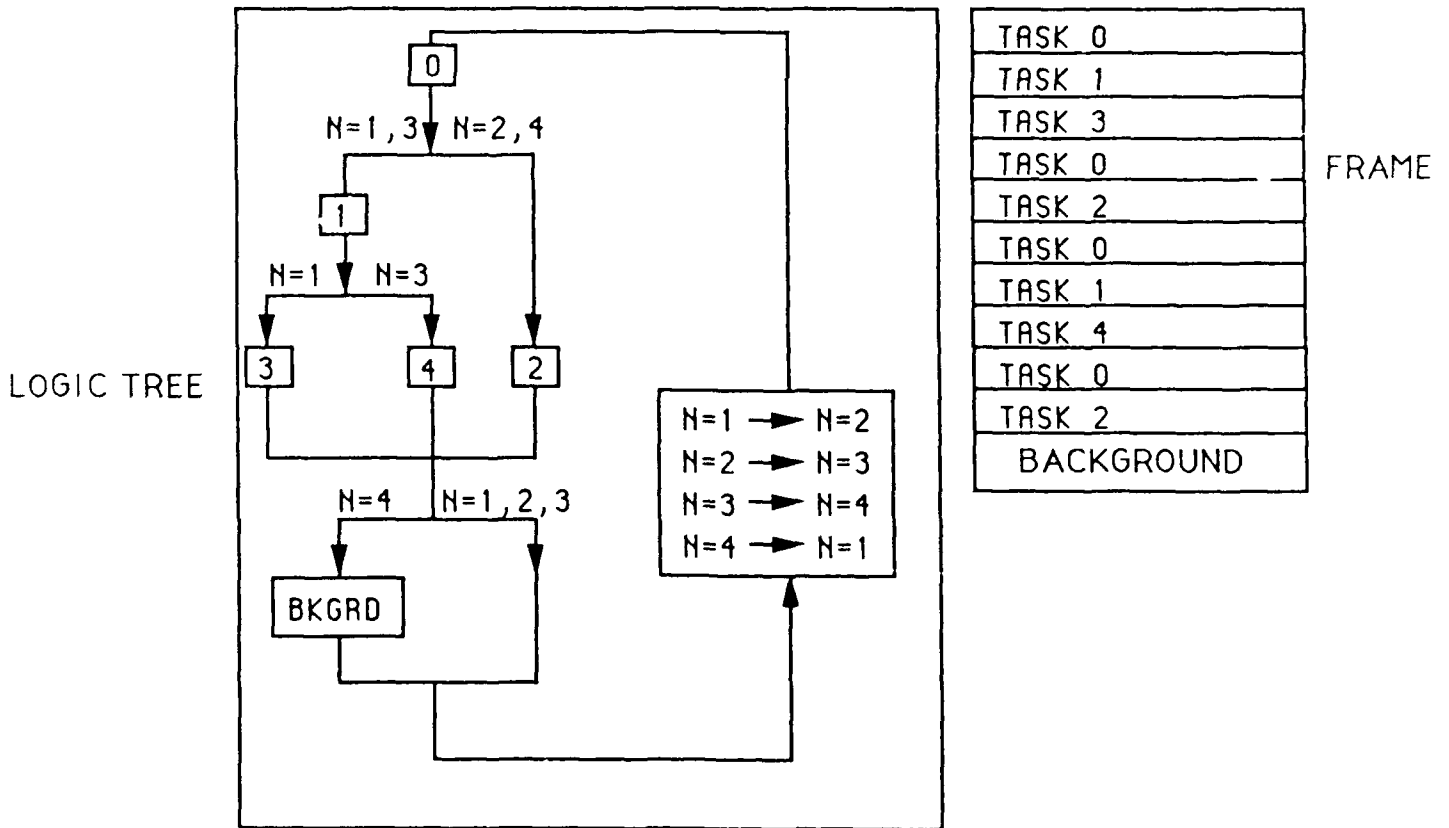 LOGIC TREE
0
N=1,3 N=2,4
1
N=1 N=3
3 4 2
N=4 N=1,2,3
BKGRD
N=1 → N=2
N=2 → N=3
N=3 → N=4
N=4 → N=1
TASK 0
TASK 1
TASK 3
TASK 0
TASK 2
TASK 0
TASK 1
TASK 4
TASK 0
TASK 2
BACKGROUND
FRAME